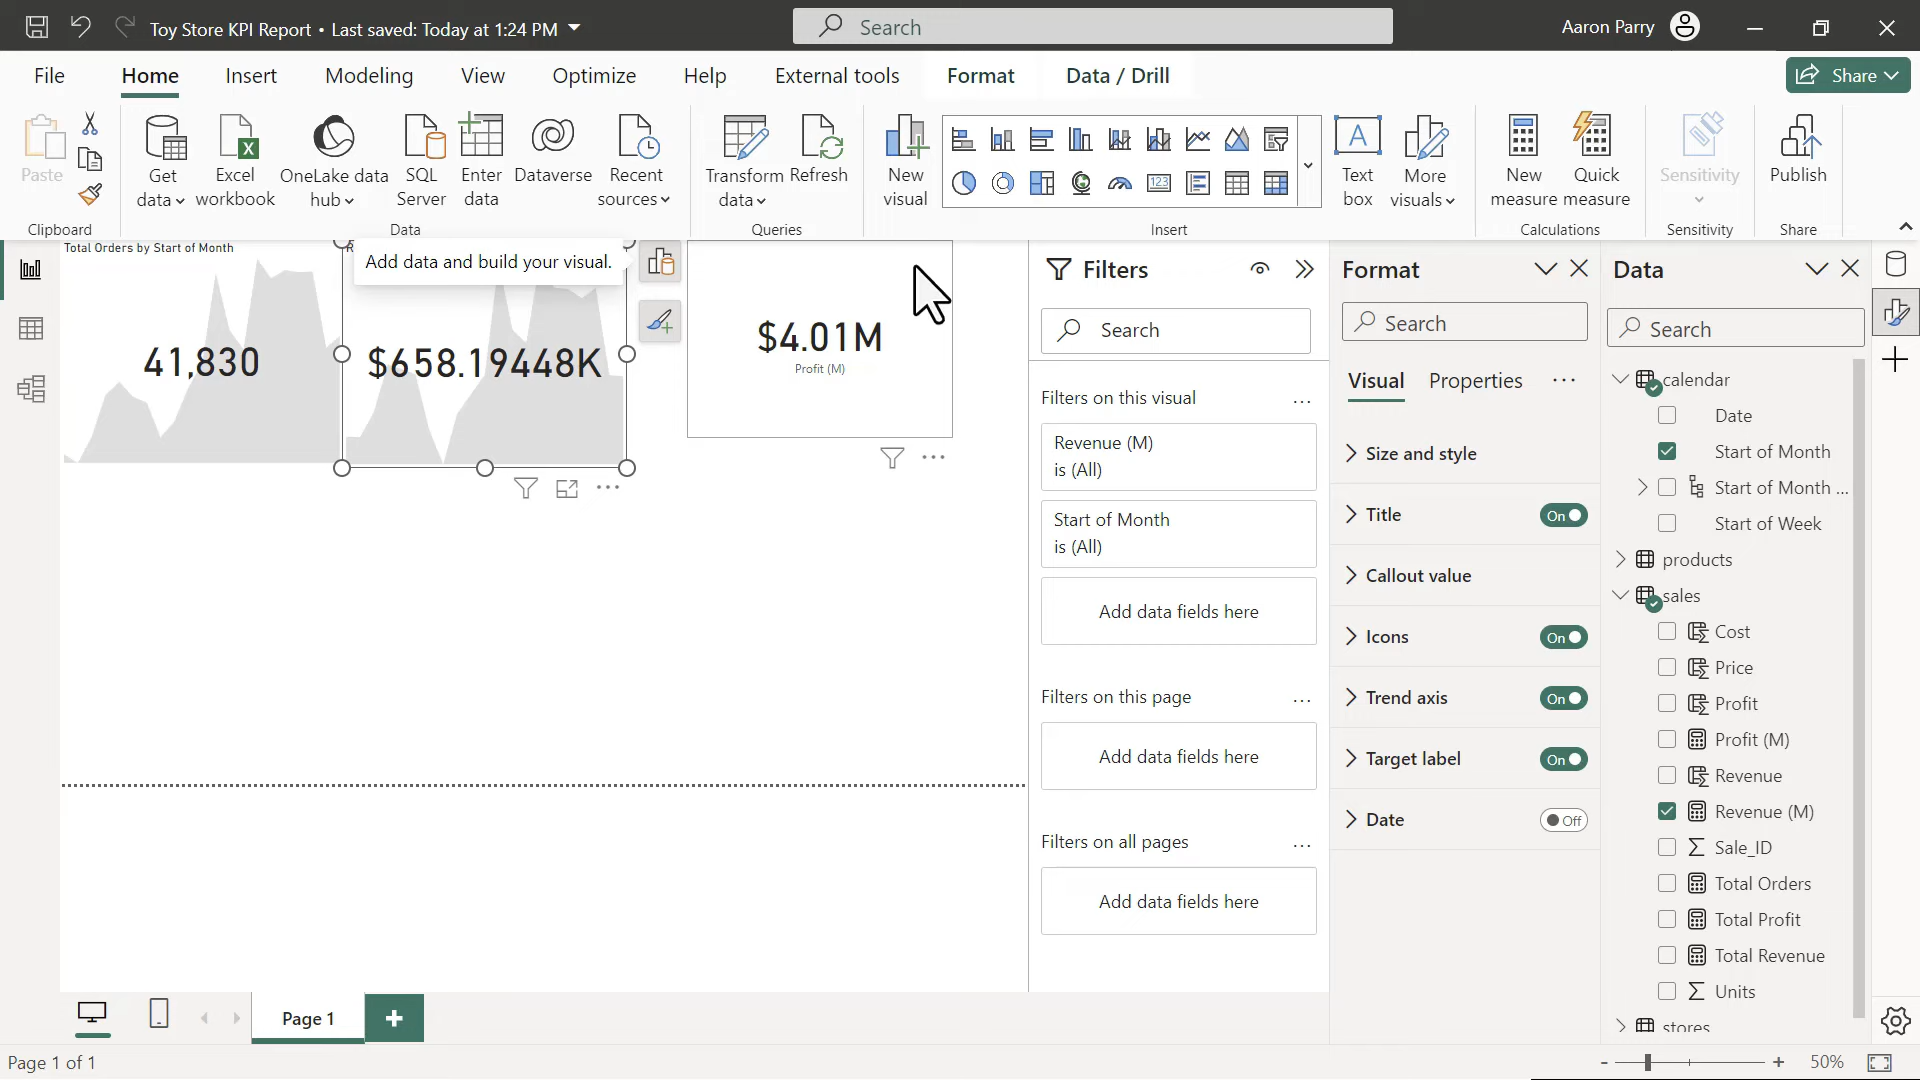 Toy Store KPI Report • Last saved: Today at 1:24 PM
Search
Aaron Parry
File
Home
Insert
Modeling
View
Optimize
Help
External tools
Format
Data / Drill
Share
Paste
Get data
Excel workbook
OneLake data hub
SQL Server
Enter data
Dataverse
Recent sources
Transform data
Refresh
New visual
A
123
Text box
More visuals
New measure
Quick measure
Sensitivity
Publish
Clipboard
Data
Queries
Insert
Calculations
Sensitivity
Share
Total Orders by Start of Month
41,830
R
Add data and build your visual.
$658.19448K
$4.01M
Profit (M)
Filters
Search
Filters on this visual
...
Revenue (M)
is (All)
Start of Month
is (All)
Add data fields here
Filters on this page
...
Add data fields here
Filters on all pages
...
Add data fields here
Format
Search
Visual
Properties
...
Size and style
Title
On
Callout value
Icons
On
Trend axis
On
Target label
On
Date
Off
Data
Search
calendar
Date
Start of Month
Start of Month ...
Start of Week
products
sales
Cost
Price
Profit
Profit (M)
Revenue
Revenue (M)
Sale_ID
Total Orders
Total Profit
Total Revenue
Units
stores
Page 1
+
Page 1 of 1
- +
50%